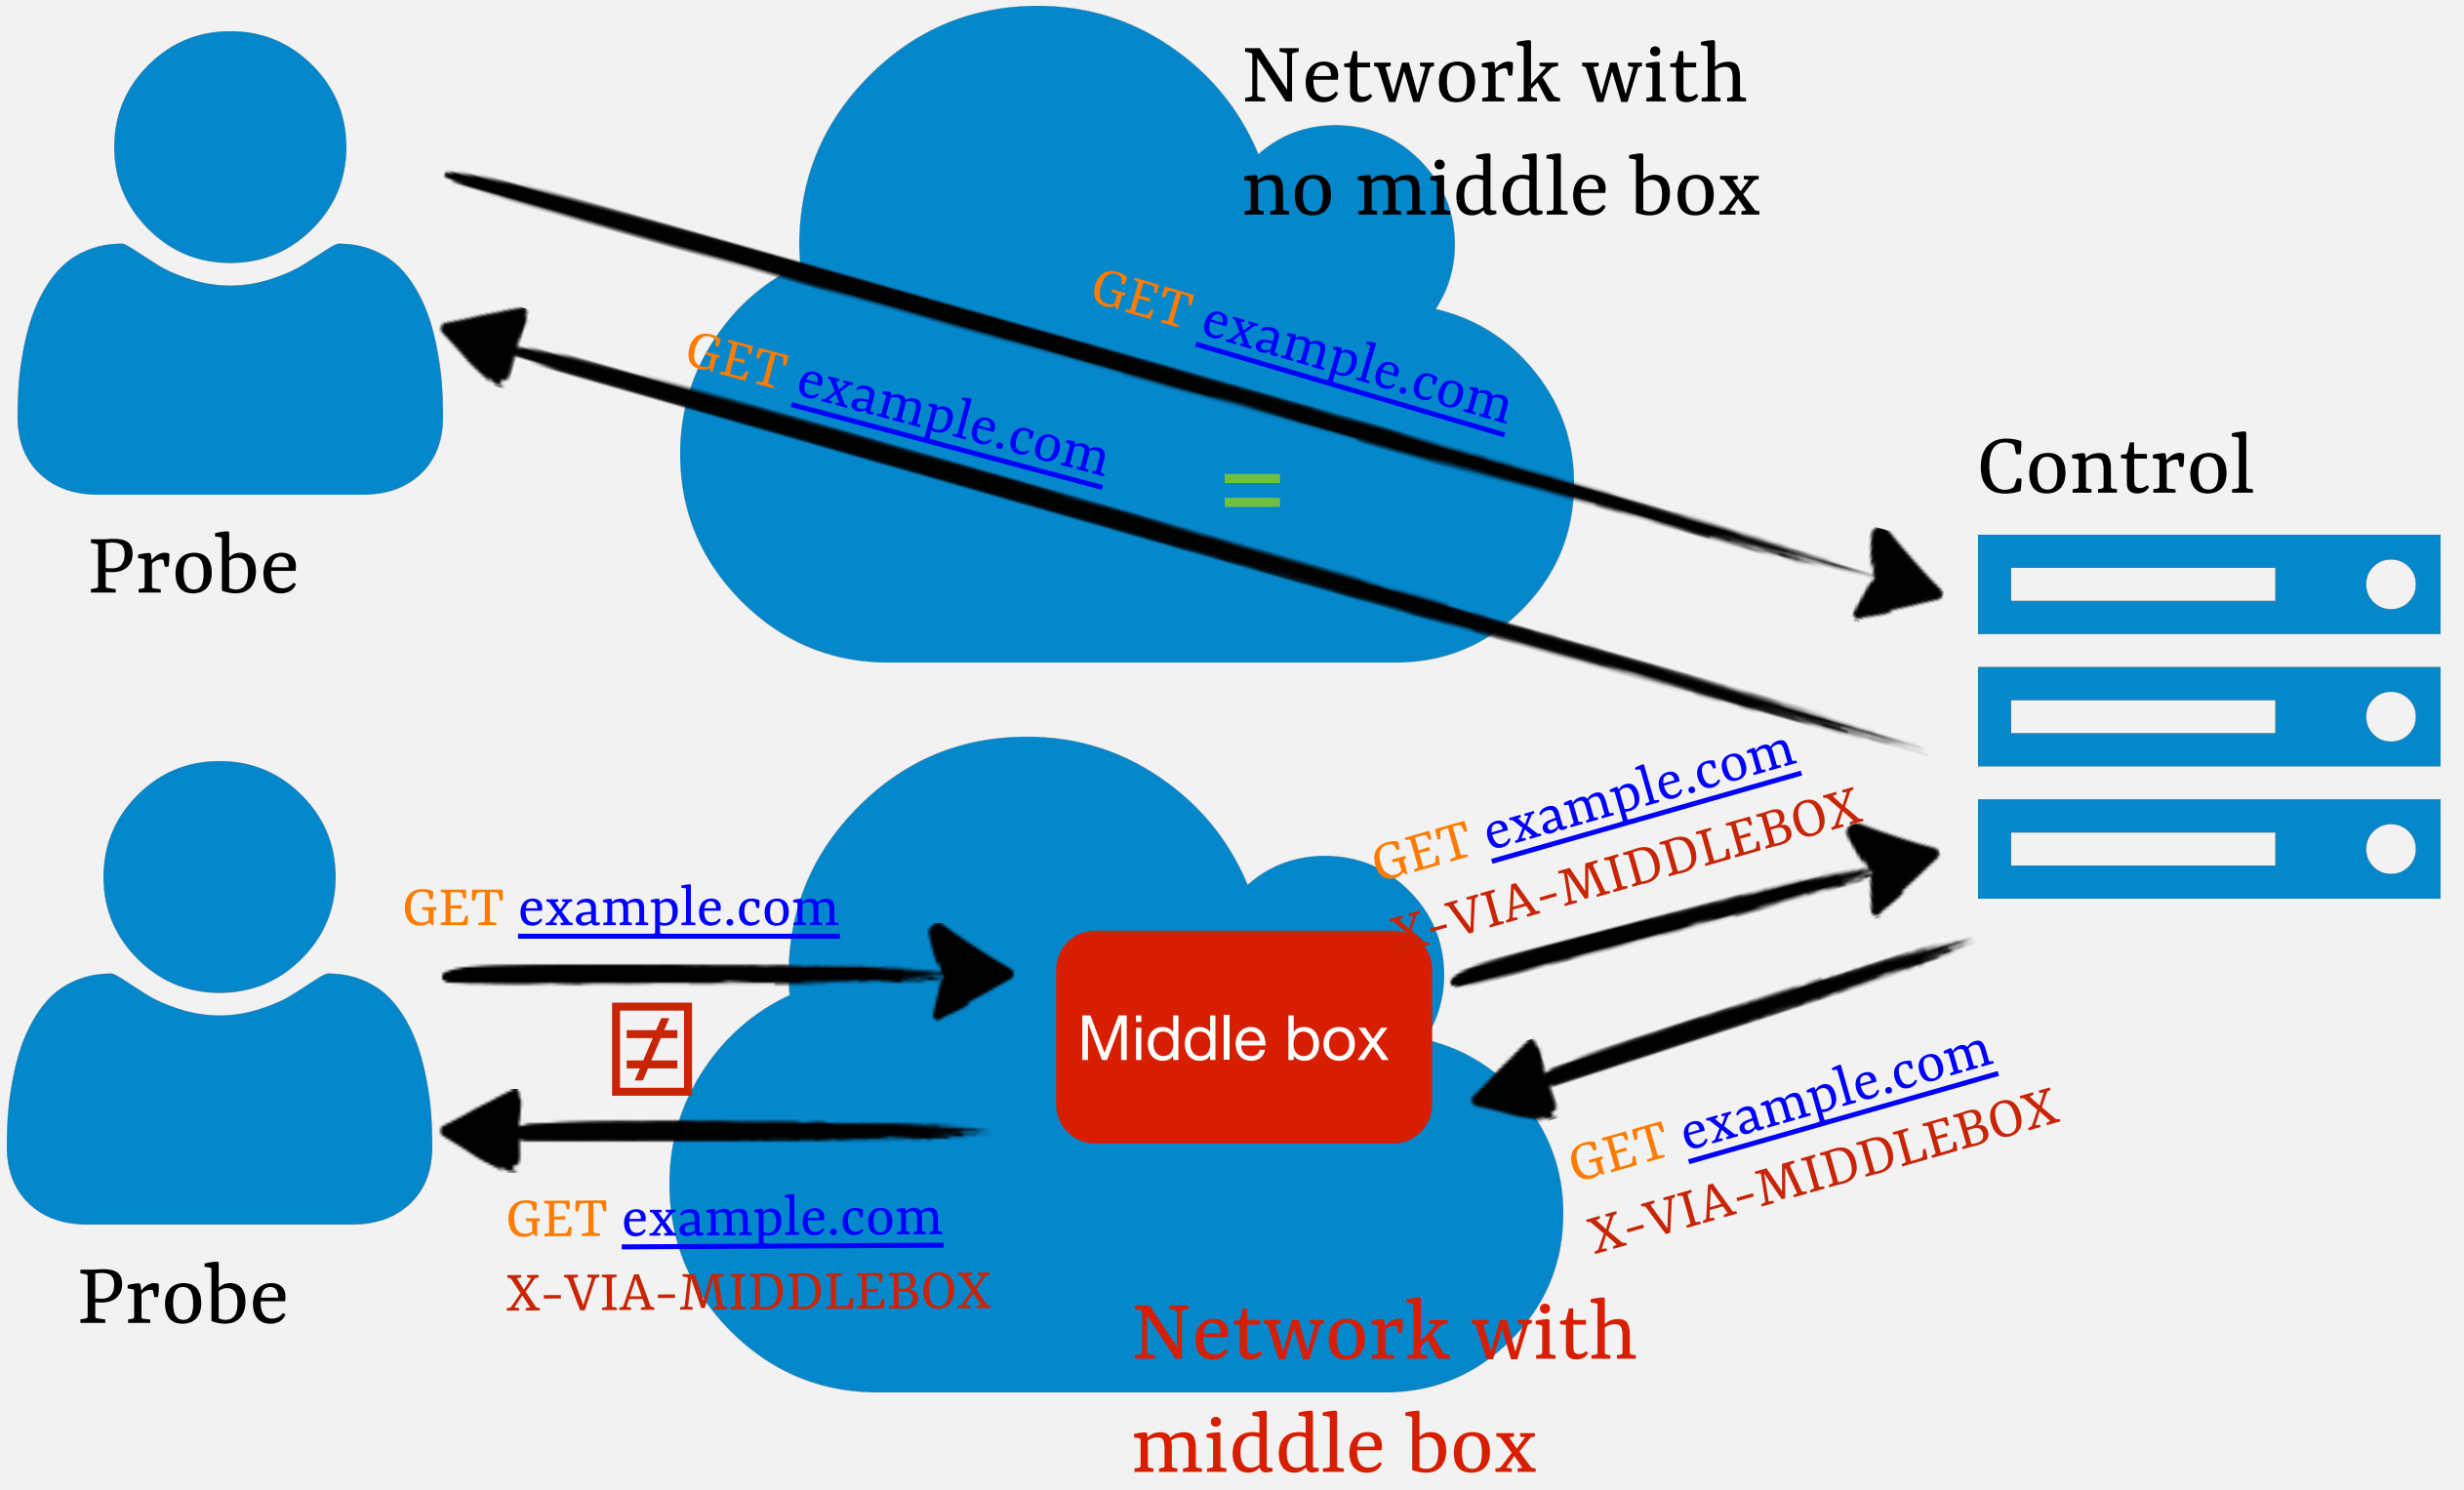 Network with
no middle box
GET example.com
GET example.com
=
Control
Probe
GET example.com
X-VIA-MIDDLEBOX
GET example.com
≠
Middle box
GET example.com
X-VIA-MIDDLEBOX
GET example.com
X-VIA-MIDDLEBOX
Probe
Network with
middle box